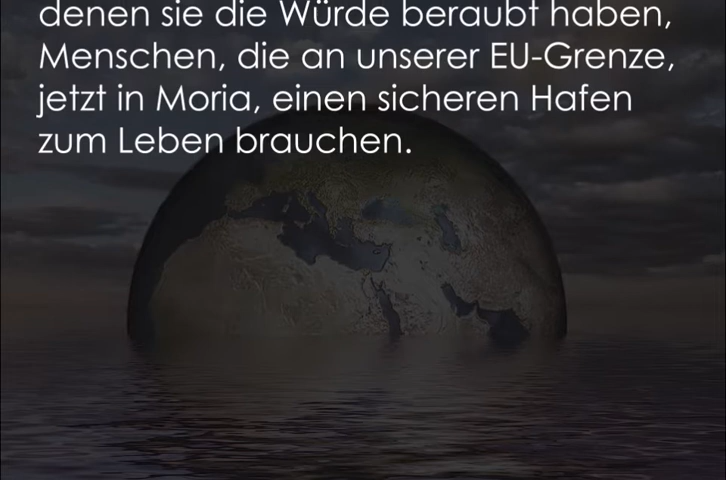 denen sie die Würde beraubt haben,
Menschen, die an unserer EU-Grenze,
jetzt in Moria, einen sicheren Hafen
zum Leben brauchen.